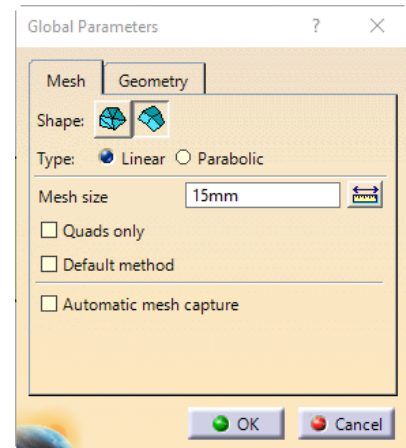 Global Parameters ?
Mesh Geometry
Shape:
Type: Linear Parabolic
Mesh size 15mm
Quads only
Default method
Automatic mesh capture
OK Cancel